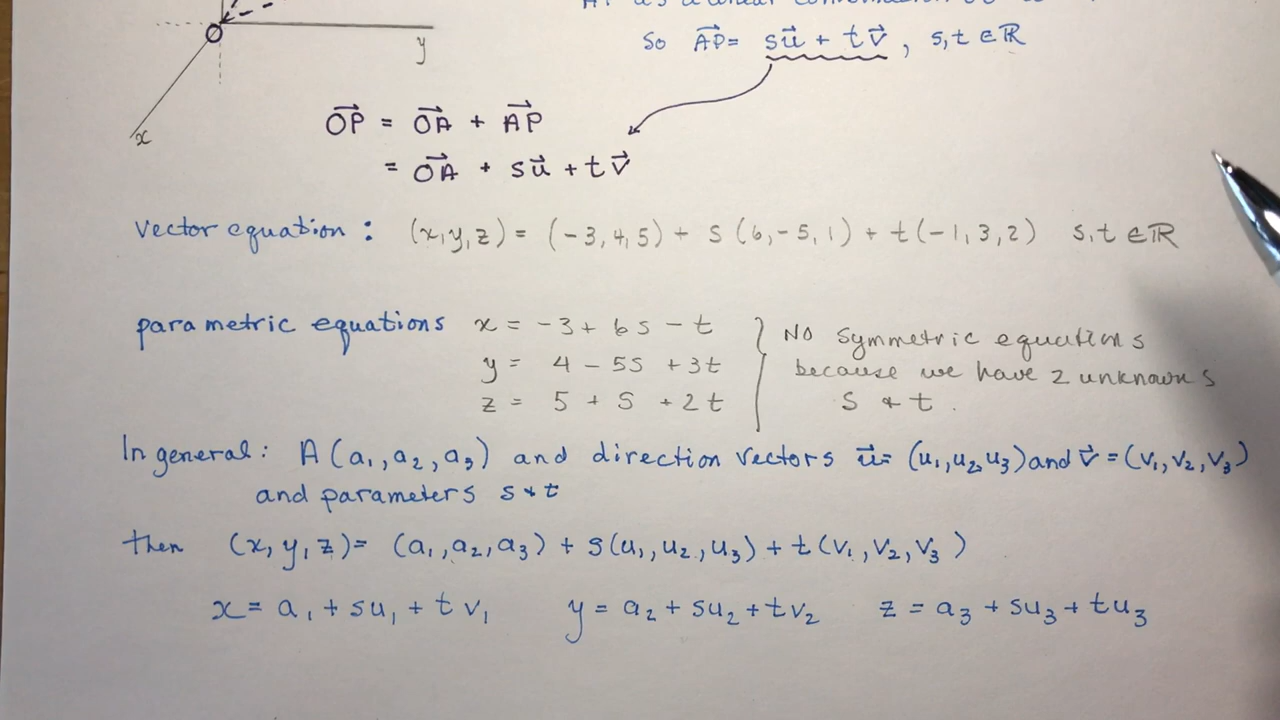 O
y
x
So AP⃗ = su⃗ + tv⃗ , s,t ∈ ℝ
OP⃗ = OA⃗ + AP⃗
= OA⃗ + su⃗ + tv⃗
vector equation : (x,y,z) = (-3,4,5) + s(6,-5,1) + t(-1,3,2) s,t ∈ ℝ
parametric equations x = -3 + 6s - t
y = 4 - 5s + 3t
z = 5 + s + 2t
No symmetric equations
because we have 2 unknowns
s & t.
In general: A(a₁,a₂,a₃) and direction vectors u⃗ = (u₁,u₂,u₃) and v⃗ = (v₁,v₂,v₃)
and parameters s & t
then (x,y,z) = (a₁,a₂,a₃) + s(u₁,u₂,u₃) + t(v₁,v₂,v₃)
x = a₁ + su₁ + tv₁ y = a₂ + su₂ + tv₂ z = a₃ + su₃ + tu₃